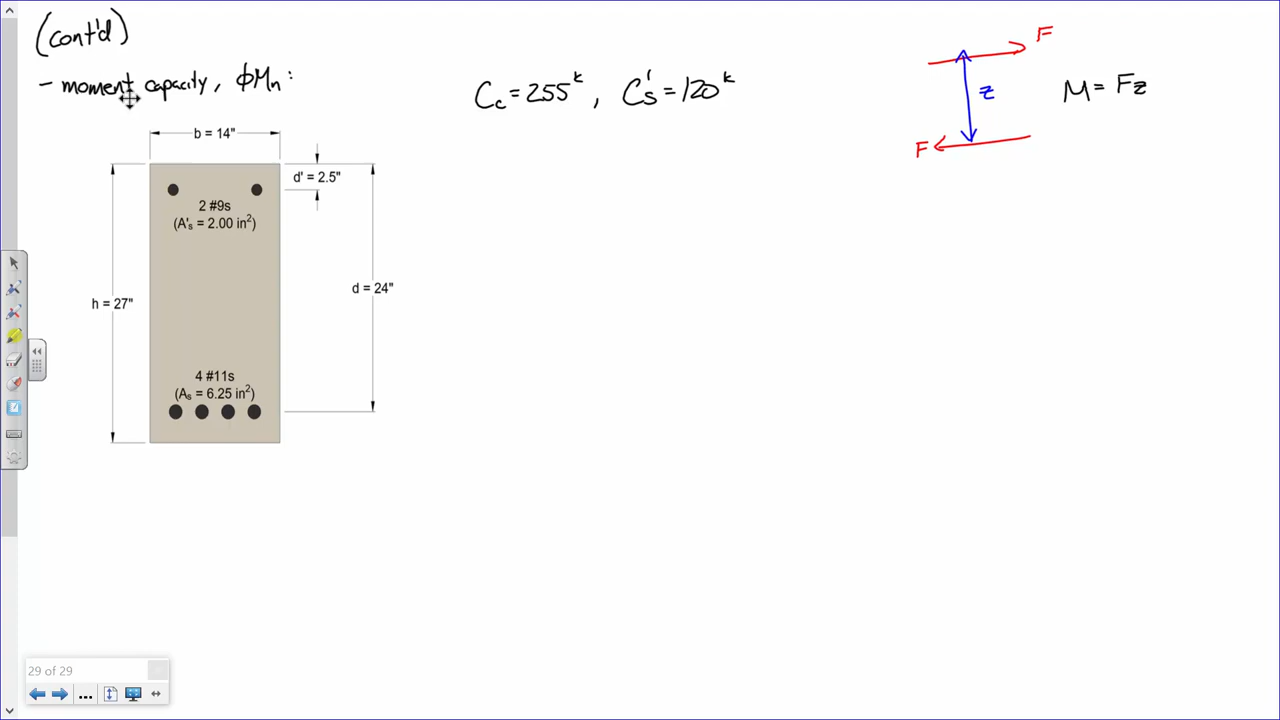 (cont'd)
- moment capacity, ϕMn:
Cc = 255ᵏ, C's = 120ᵏ
F
z
F
M = Fz
b = 14"
d' = 2.5"
2 #9s
(A's = 2.00 in²)
h = 27"
d = 24"
4 #11s
(As = 6.25 in²)
29 of 29
...